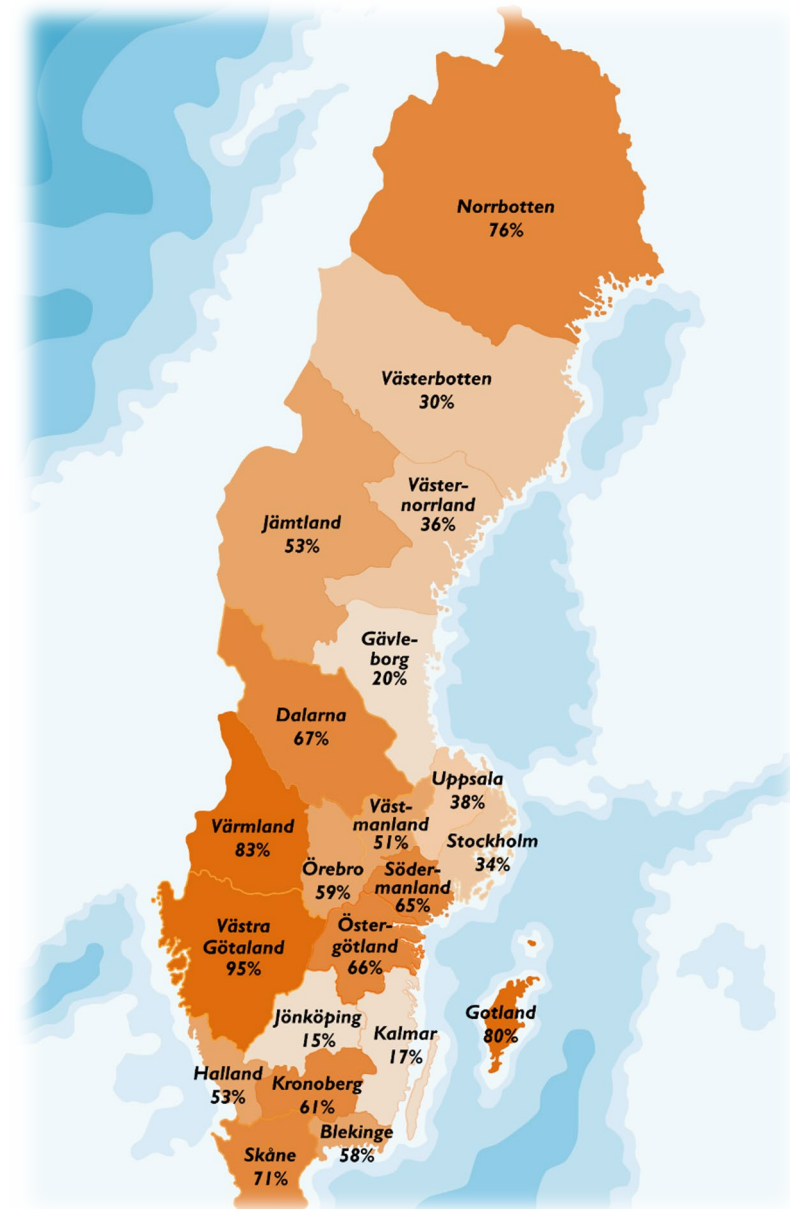 Norrbotten
76%
Västerbotten
30%
Väster-
norrland
36%
Jämtland
53%
Gävle-
borg
20%
Dalarna
67%
Uppsala
38%
Väst-
manland
51%
Värmland
83%
Stockholm
34%
Örebro
59%
Söder-
manland
65%
Västra
Götaland
95%
Öster-
götland
66%
Gotland
80%
Jönköping
15%
Kalmar
17%
Halland
53%
Kronoberg
61%
Blekinge
58%
Skåne
71%